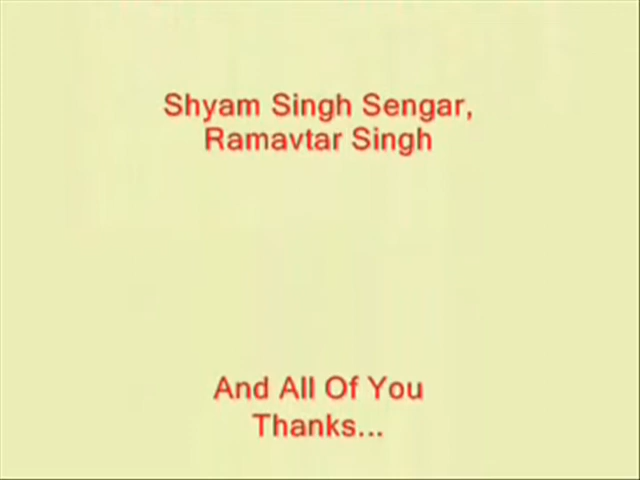 Shyam Singh Sengar,
Ramavtar Singh
And All Of You
Thanks...